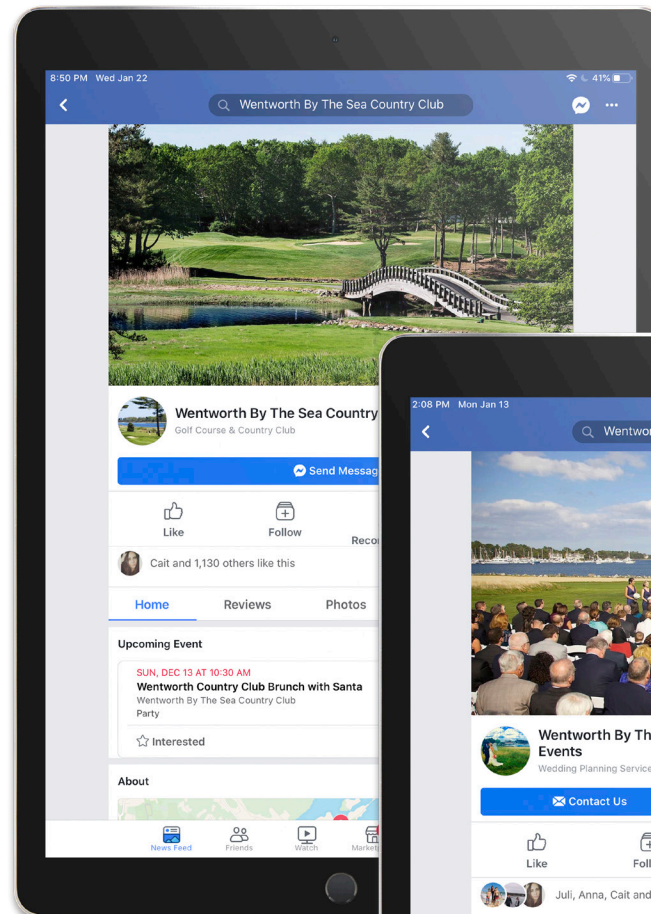 8:50 PM Wed Jan 22
41%
Wentworth By The Sea Country Club
Wentworth By The Sea Country
Golf Course & Country Club
Send Messag
Like
Follow
Recor
Cait and 1,130 others like this
Home
Reviews
Photos
Upcoming Event
SUN, DEC 13 AT 10:30 AM
Wentworth Country Club Brunch with Santa
Wentworth By The Sea Country Club
Party
Interested
About
News Feed
Friends
Watch
Market
2:08 PM Mon Jan 13
Wentwor
Wentworth By Th
Events
Wedding Planning Service
Contact Us
Like
Foll
Juli, Anna, Cait and